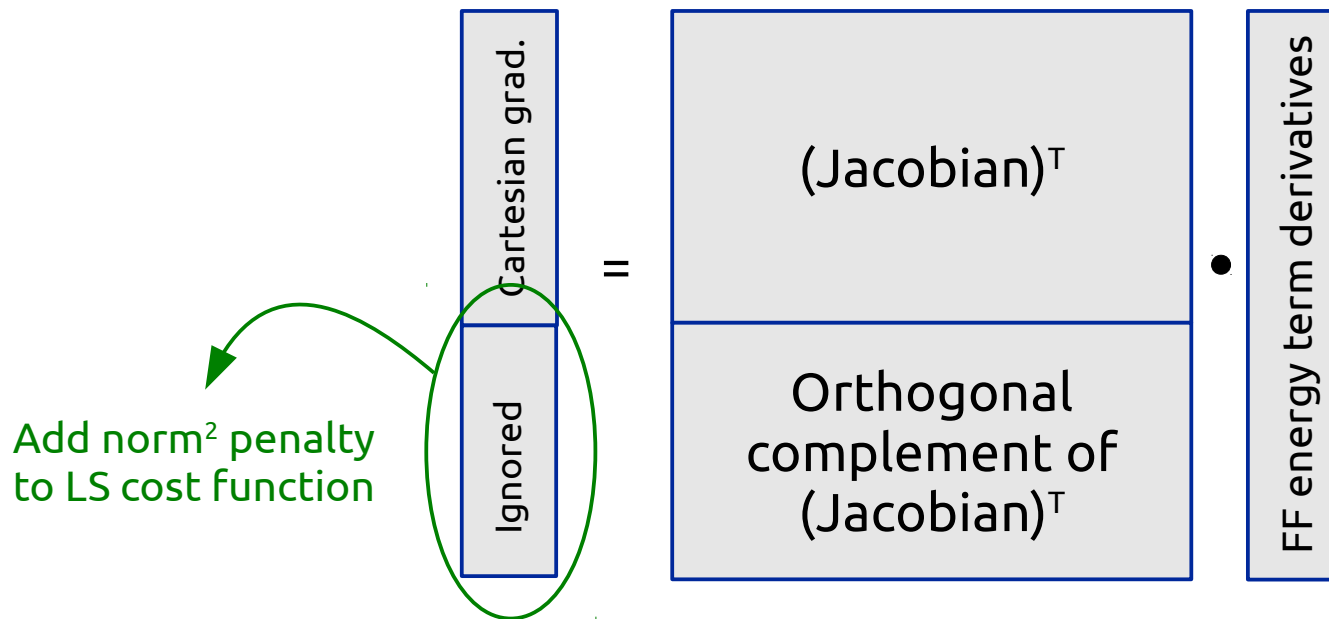 Cartesian grad.
Ignored
=
(Jacobian)ᵀ
Orthogonal
complement of
(Jacobian)ᵀ
•
FF energy term derivatives
Add norm² penalty
to LS cost function